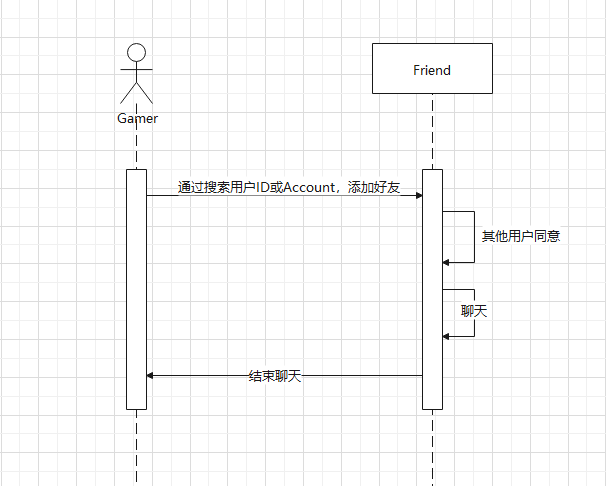 Friend
Gamer
通过搜索用户ID或Account，添加好友
其他用户同意
聊天
结束聊天